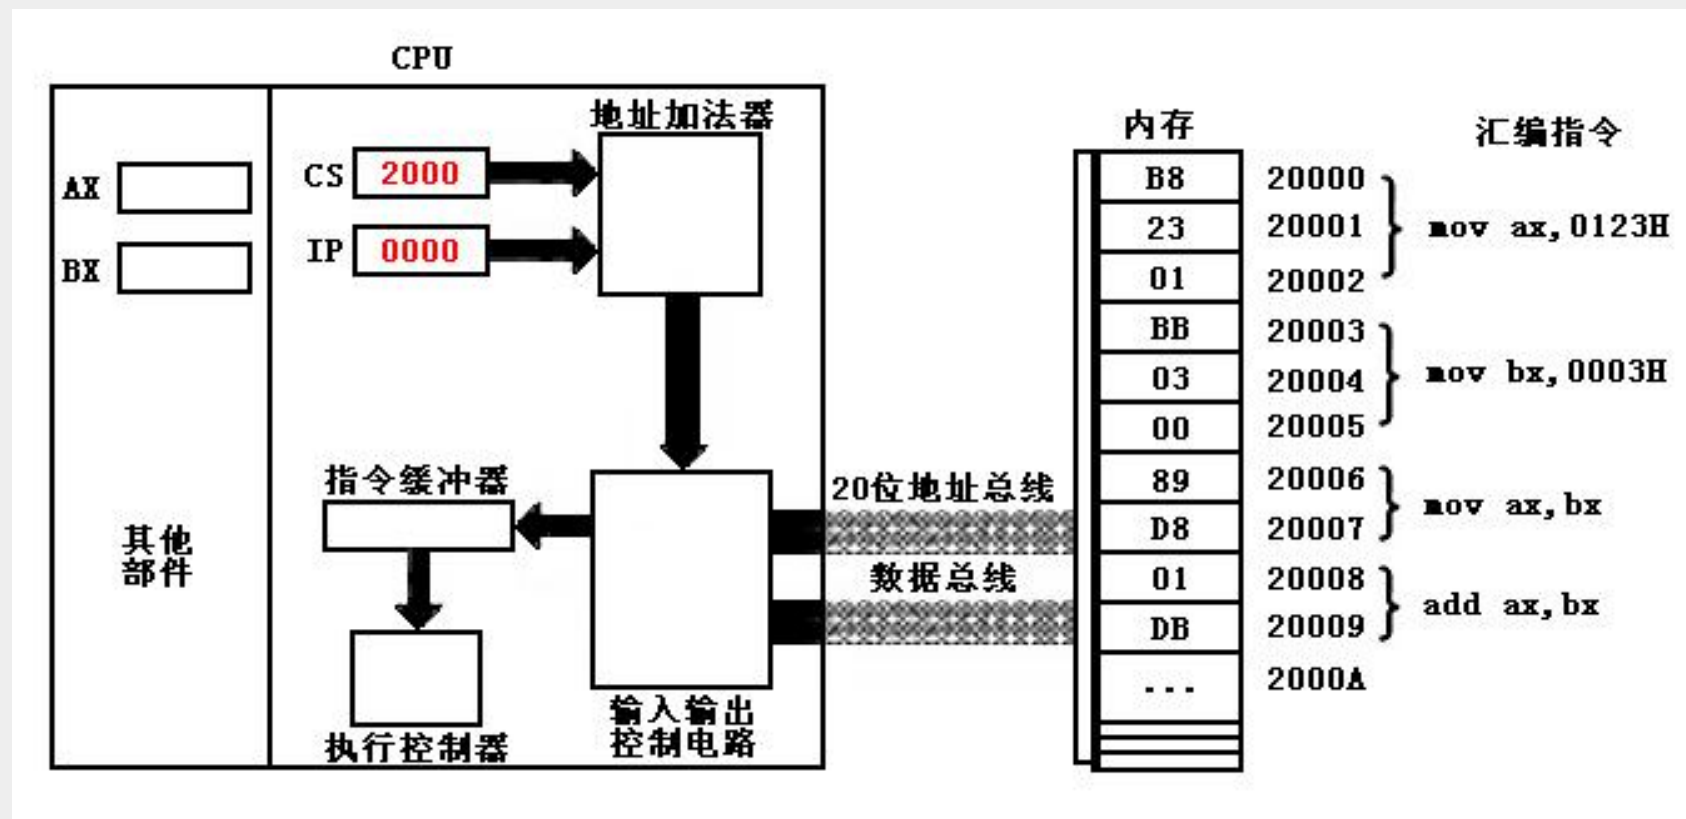 CPU
地址加法器
CS 2000
IP 0000
AX
BX
指令缓冲器
其他
部件
执行控制器
输入输出
控制电路
20位地址总线
数据总线
内存
汇编指令
B8 20000
23 20001 mov ax,0123H
01 20002
BB 20003
03 20004 mov bx,0003H
00 20005
89 20006
D8 20007 mov ax,bx
01 20008
DB 20009 add ax,bx
... 2000A